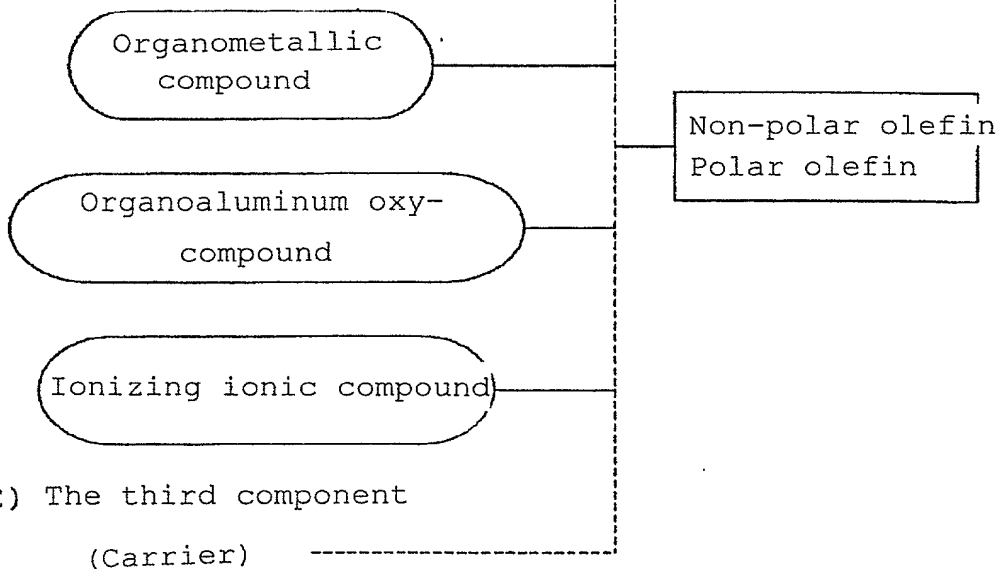 Organometallic
compound
Non-polar olefin
Polar olefin
Organoaluminum oxy-
compound
Ionizing ionic compound
) The third component
(Carrier)